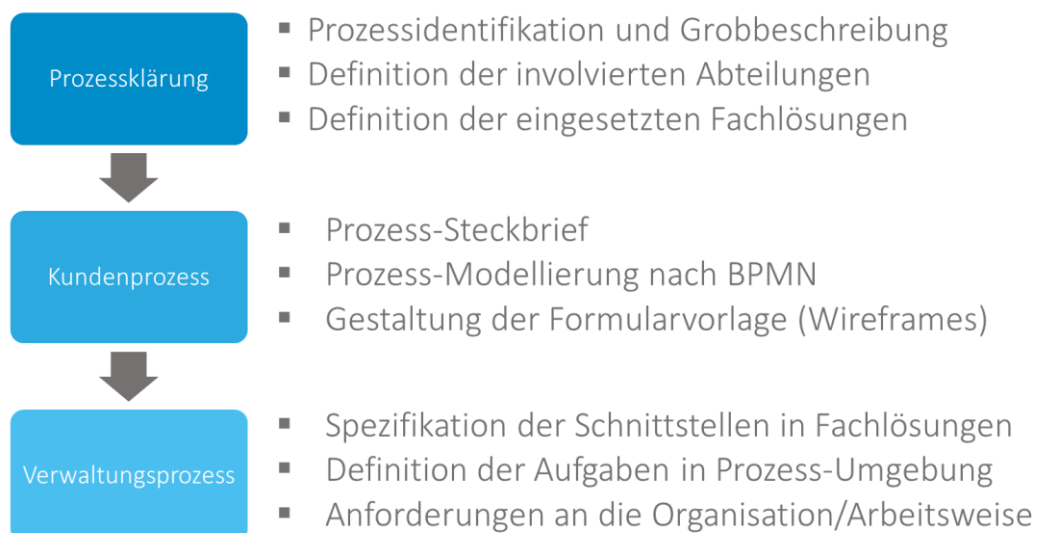 Prozessklärung
▪ Prozessidentifikation und Grobbeschreibung
▪ Definition der involvierten Abteilungen
▪ Definition der eingesetzten Fachlösungen
Kundenprozess
▪ Prozess-Steckbrief
▪ Prozess-Modellierung nach BPMN
▪ Gestaltung der Formularvorlage (Wireframes)
Verwaltungsprozess
▪ Spezifikation der Schnittstellen in Fachlösungen
▪ Definition der Aufgaben in Prozess-Umgebung
▪ Anforderungen an die Organisation/Arbeitsweise